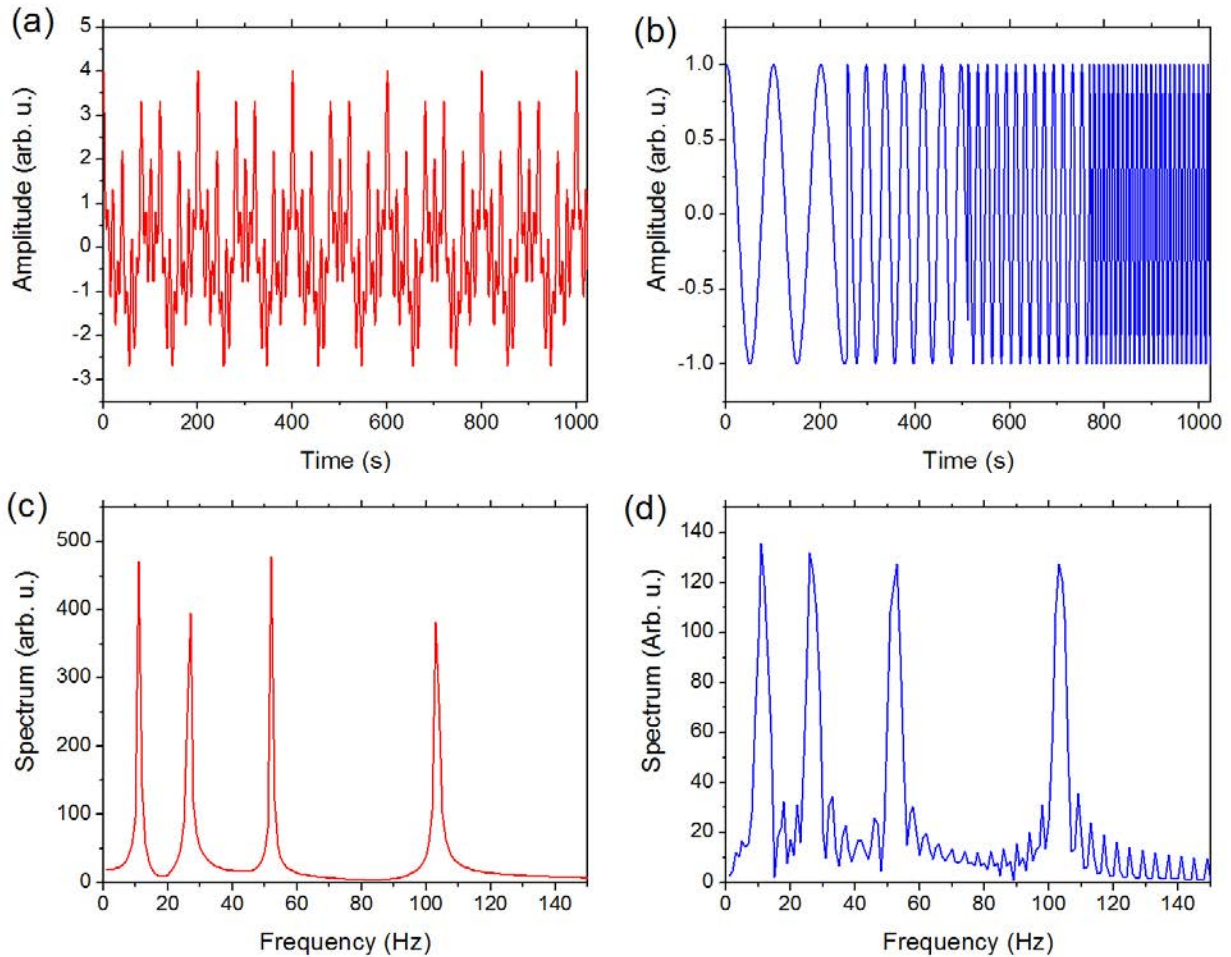 (a)
Amplitude (arb. u.)
5
4
3
2
1
0
-1
-2
-3
0 200 400 600 800 1000
Time (s)
(b)
Amplitude (arb. u.)
1.0
0.5
0.0
-0.5
-1.0
0 200 400 600 800 1000
Time (s)
(c)
Spectrum (arb. u.)
500
400
300
200
100
0
0 20 40 60 80 100 120 140
Frequency (Hz)
(d)
Spectrum (Arb. u.)
140
120
100
80
60
40
20
0
0 20 40 60 80 100 120 140
Frequency (Hz)